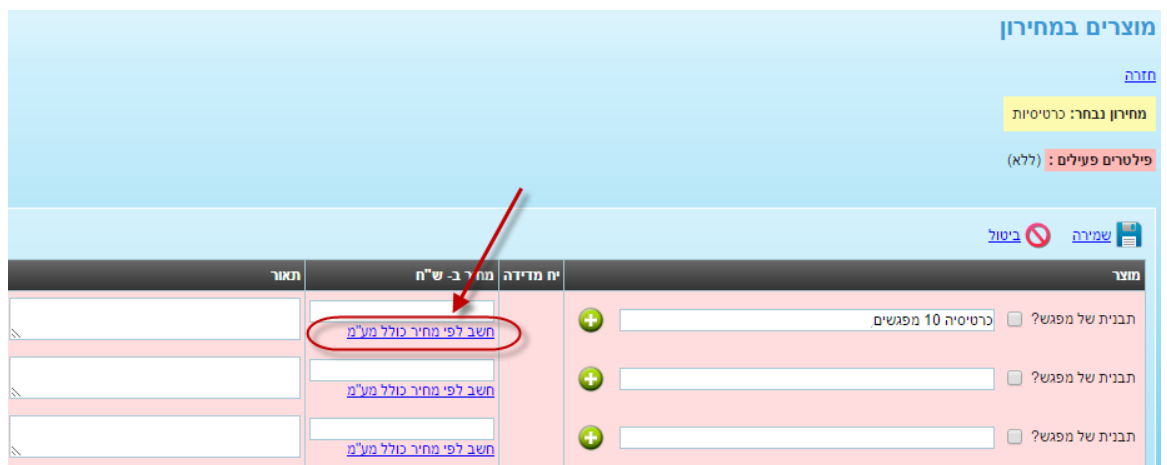 מוצרים במחירון
חזרה
מחירון נבחר: כרטיסיות
פילטרים פעילים : (ללא)
שמירה ביטול
מוצר יח מדידה מחיר ב- ש"ח תאור
תבנית של מפגש? כרטיסיה 10 מפגשים,
חשב לפי מחיר כולל מע"מ
תבנית של מפגש?
חשב לפי מחיר כולל מע"מ
תבנית של מפגש?
חשב לפי מחיר כולל מע"מ